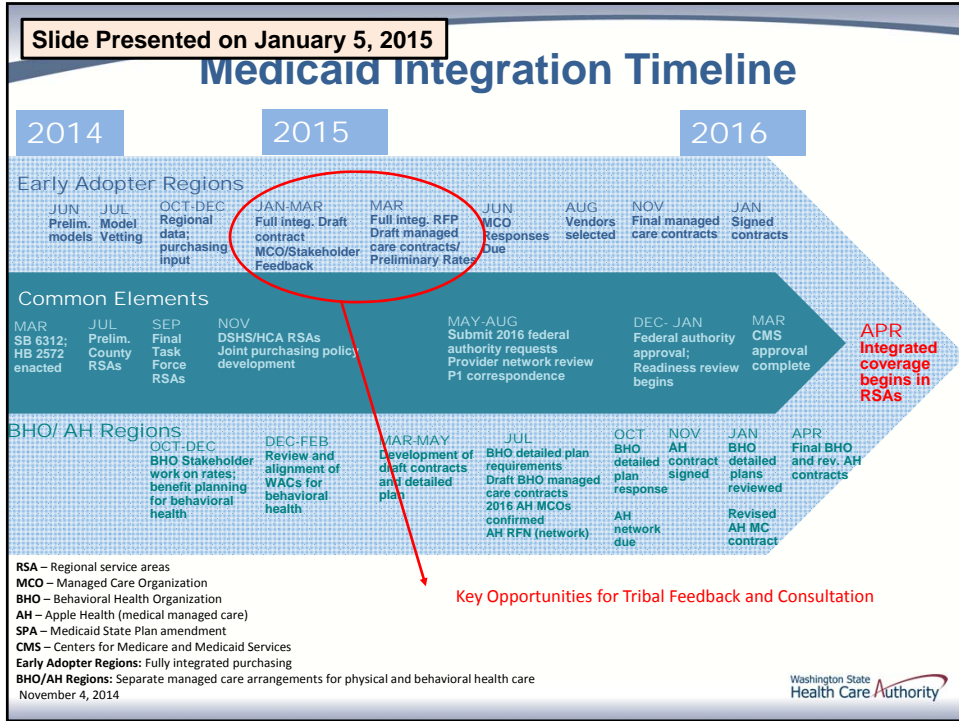 Slide Presented on January 5, 2015
Medicaid Integration Timeline
2014
2015
2016
Early Adopter Regions
JUN
Prelim.
models
JUL
Model
Vetting
OCT-DEC
Regional
data;
purchasing
input
JAN-MAR
Full integ. Draft
contract
MCO/Stakeholder
Feedback
MAR
Full integ. RFP
Draft managed
care contracts/
Preliminary Rates
JUN
MCO
Responses
Due
AUG
Vendors
selected
NOV
Final managed
care contracts
JAN
Signed
contracts
Common Elements
MAR
SB 6312;
HB 2572
enacted
JUL
Prelim.
County
RSAs
SEP
Final
Task
Force
RSAs
NOV
DSHS/HCA RSAs
Joint purchasing policy
development
MAY-AUG
Submit 2016 federal
authority requests
Provider network review
P1 correspondence
DEC- JAN
Federal authority
approval;
Readiness review
begins
MAR
CMS
approval
complete
APR
Integrated
coverage
begins in
RSAs
BHO/ AH Regions
OCT-DEC
BHO Stakeholder
work on rates;
benefit planning
for behavioral
health
DEC-FEB
Review and
alignment of
WACs for
behavioral
health
MAR-MAY
Development of
draft contracts
and detailed
plan
JUL
BHO detailed plan
requirements
Draft BHO managed
care contracts
2016 AH MCOs
confirmed
AH RFN (network)
OCT
BHO
detailed
plan
response
AH
network
due
NOV
AH
contract
signed
JAN
BHO
detailed
plans
reviewed
Revised
AH MC
contract
APR
Final BHO
and rev. AH
contracts
RSA – Regional service areas
MCO – Managed Care Organization
BHO – Behavioral Health Organization
AH – Apple Health (medical managed care)
SPA – Medicaid State Plan amendment
CMS – Centers for Medicare and Medicaid Services
Early Adopter Regions: Fully integrated purchasing
BHO/AH Regions: Separate managed care arrangements for physical and behavioral health care
November 4, 2014
Key Opportunities for Tribal Feedback and Consultation
Washington State
Health Care Authority